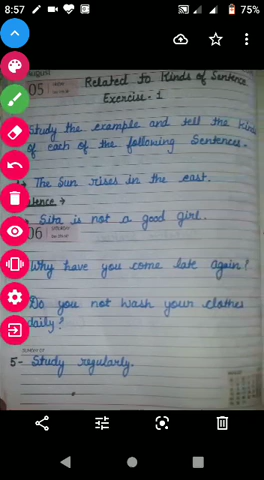 8:57
75%
AUGUST
05
Related to Kinds of Sentence
Exercise - 1
Study the example and tell the Kinds
of each of the following Sentences.
The Sun rises in the east.
tence →
Sita is not a good girl.
06
Why have you come late again?
Do you not wash your clothes
daily?
5- Study regularly.